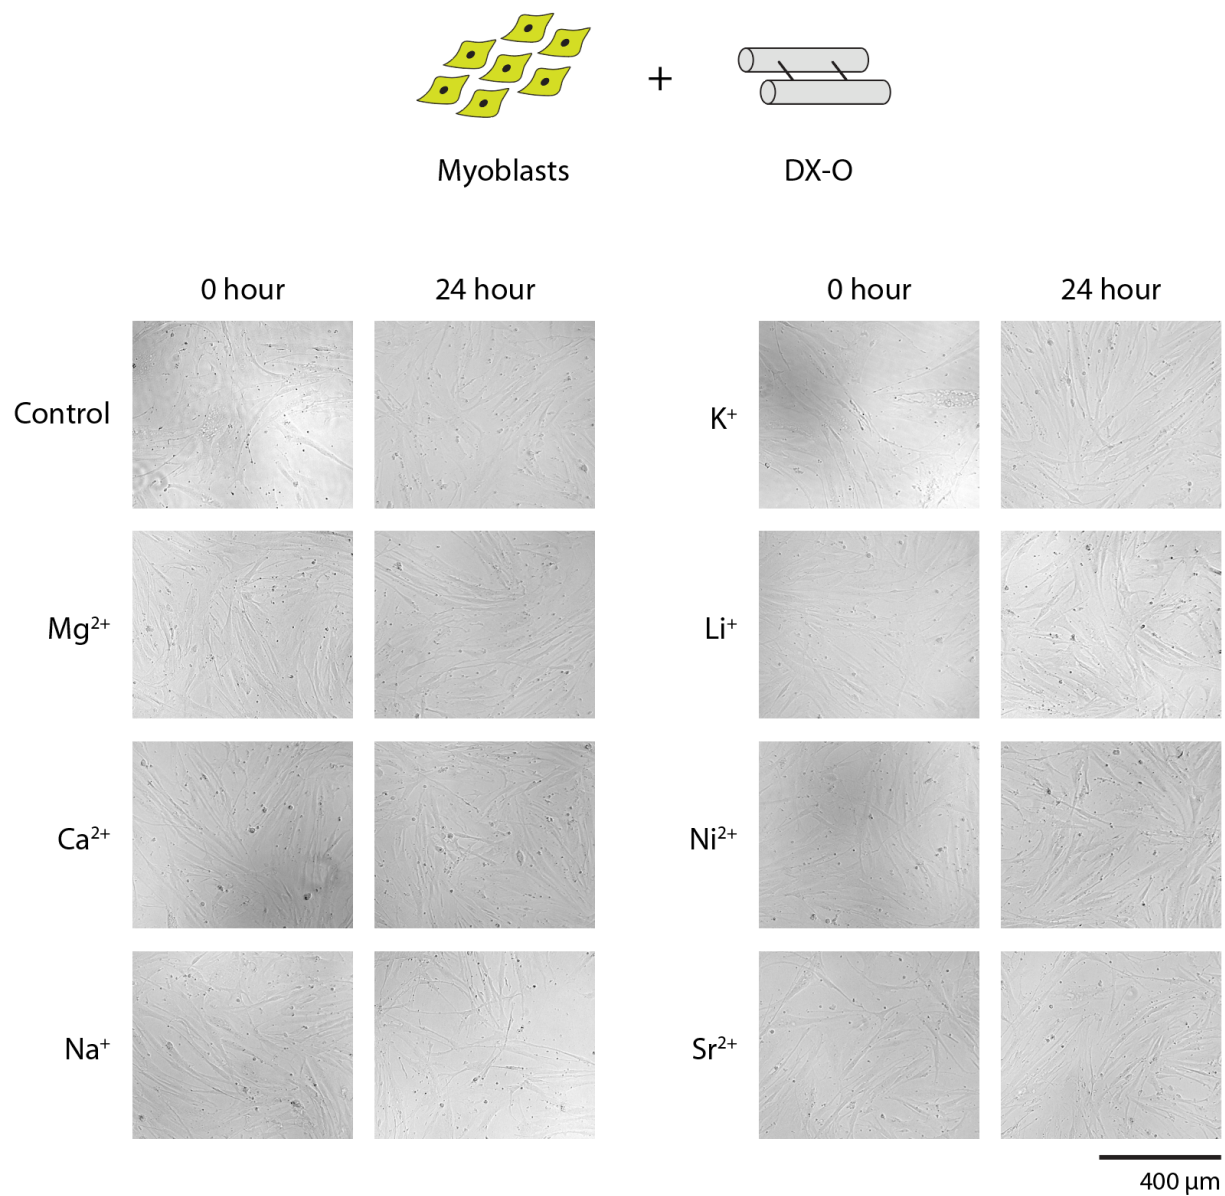 +
Myoblasts DX-O
0 hour 24 hour 0 hour 24 hour
Control K⁺
Mg²⁺ Li⁺
Ca²⁺ Ni²⁺
Na⁺ Sr²⁺
400 µm